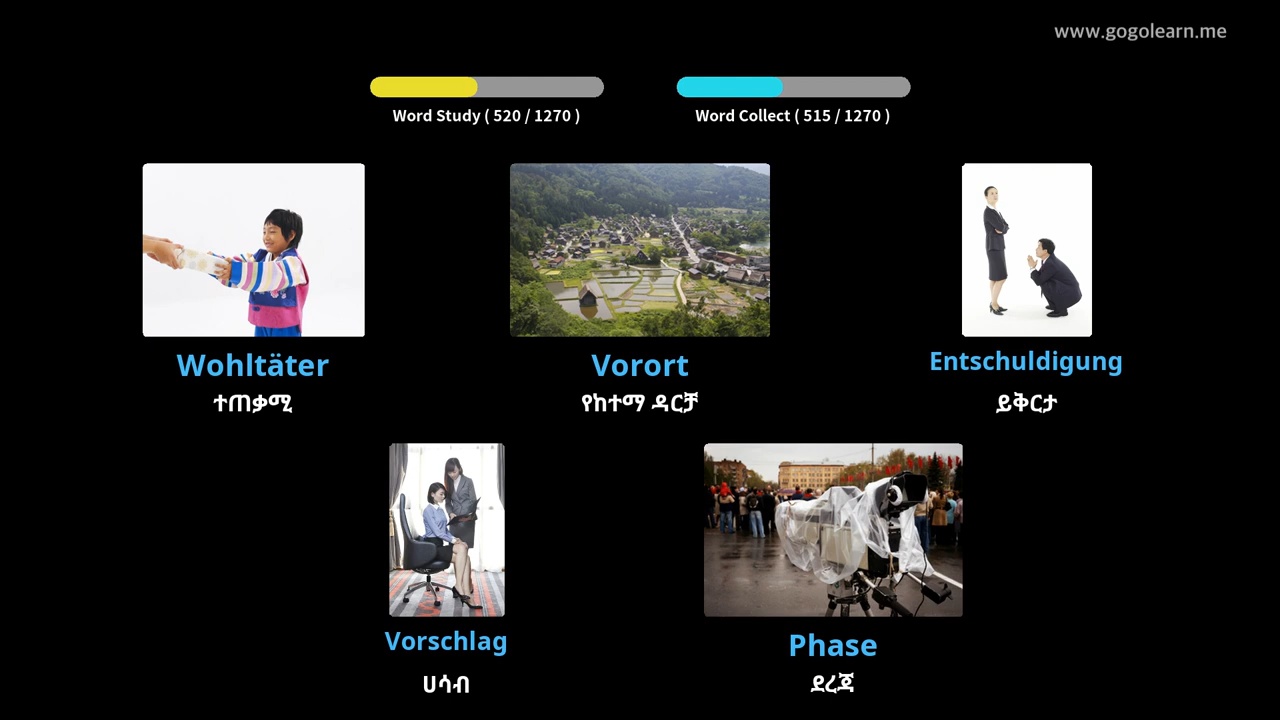 www.gogolearn.me
Word Study ( 520 / 1270 )
Word Collect ( 515 / 1270 )
Wohltäter
ተጠቃሚ
Vorort
የከተማ ዳርቻ
Entschuldigung
ይቅርታ
Vorschlag
ሀሳብ
Phase
ደረጃ